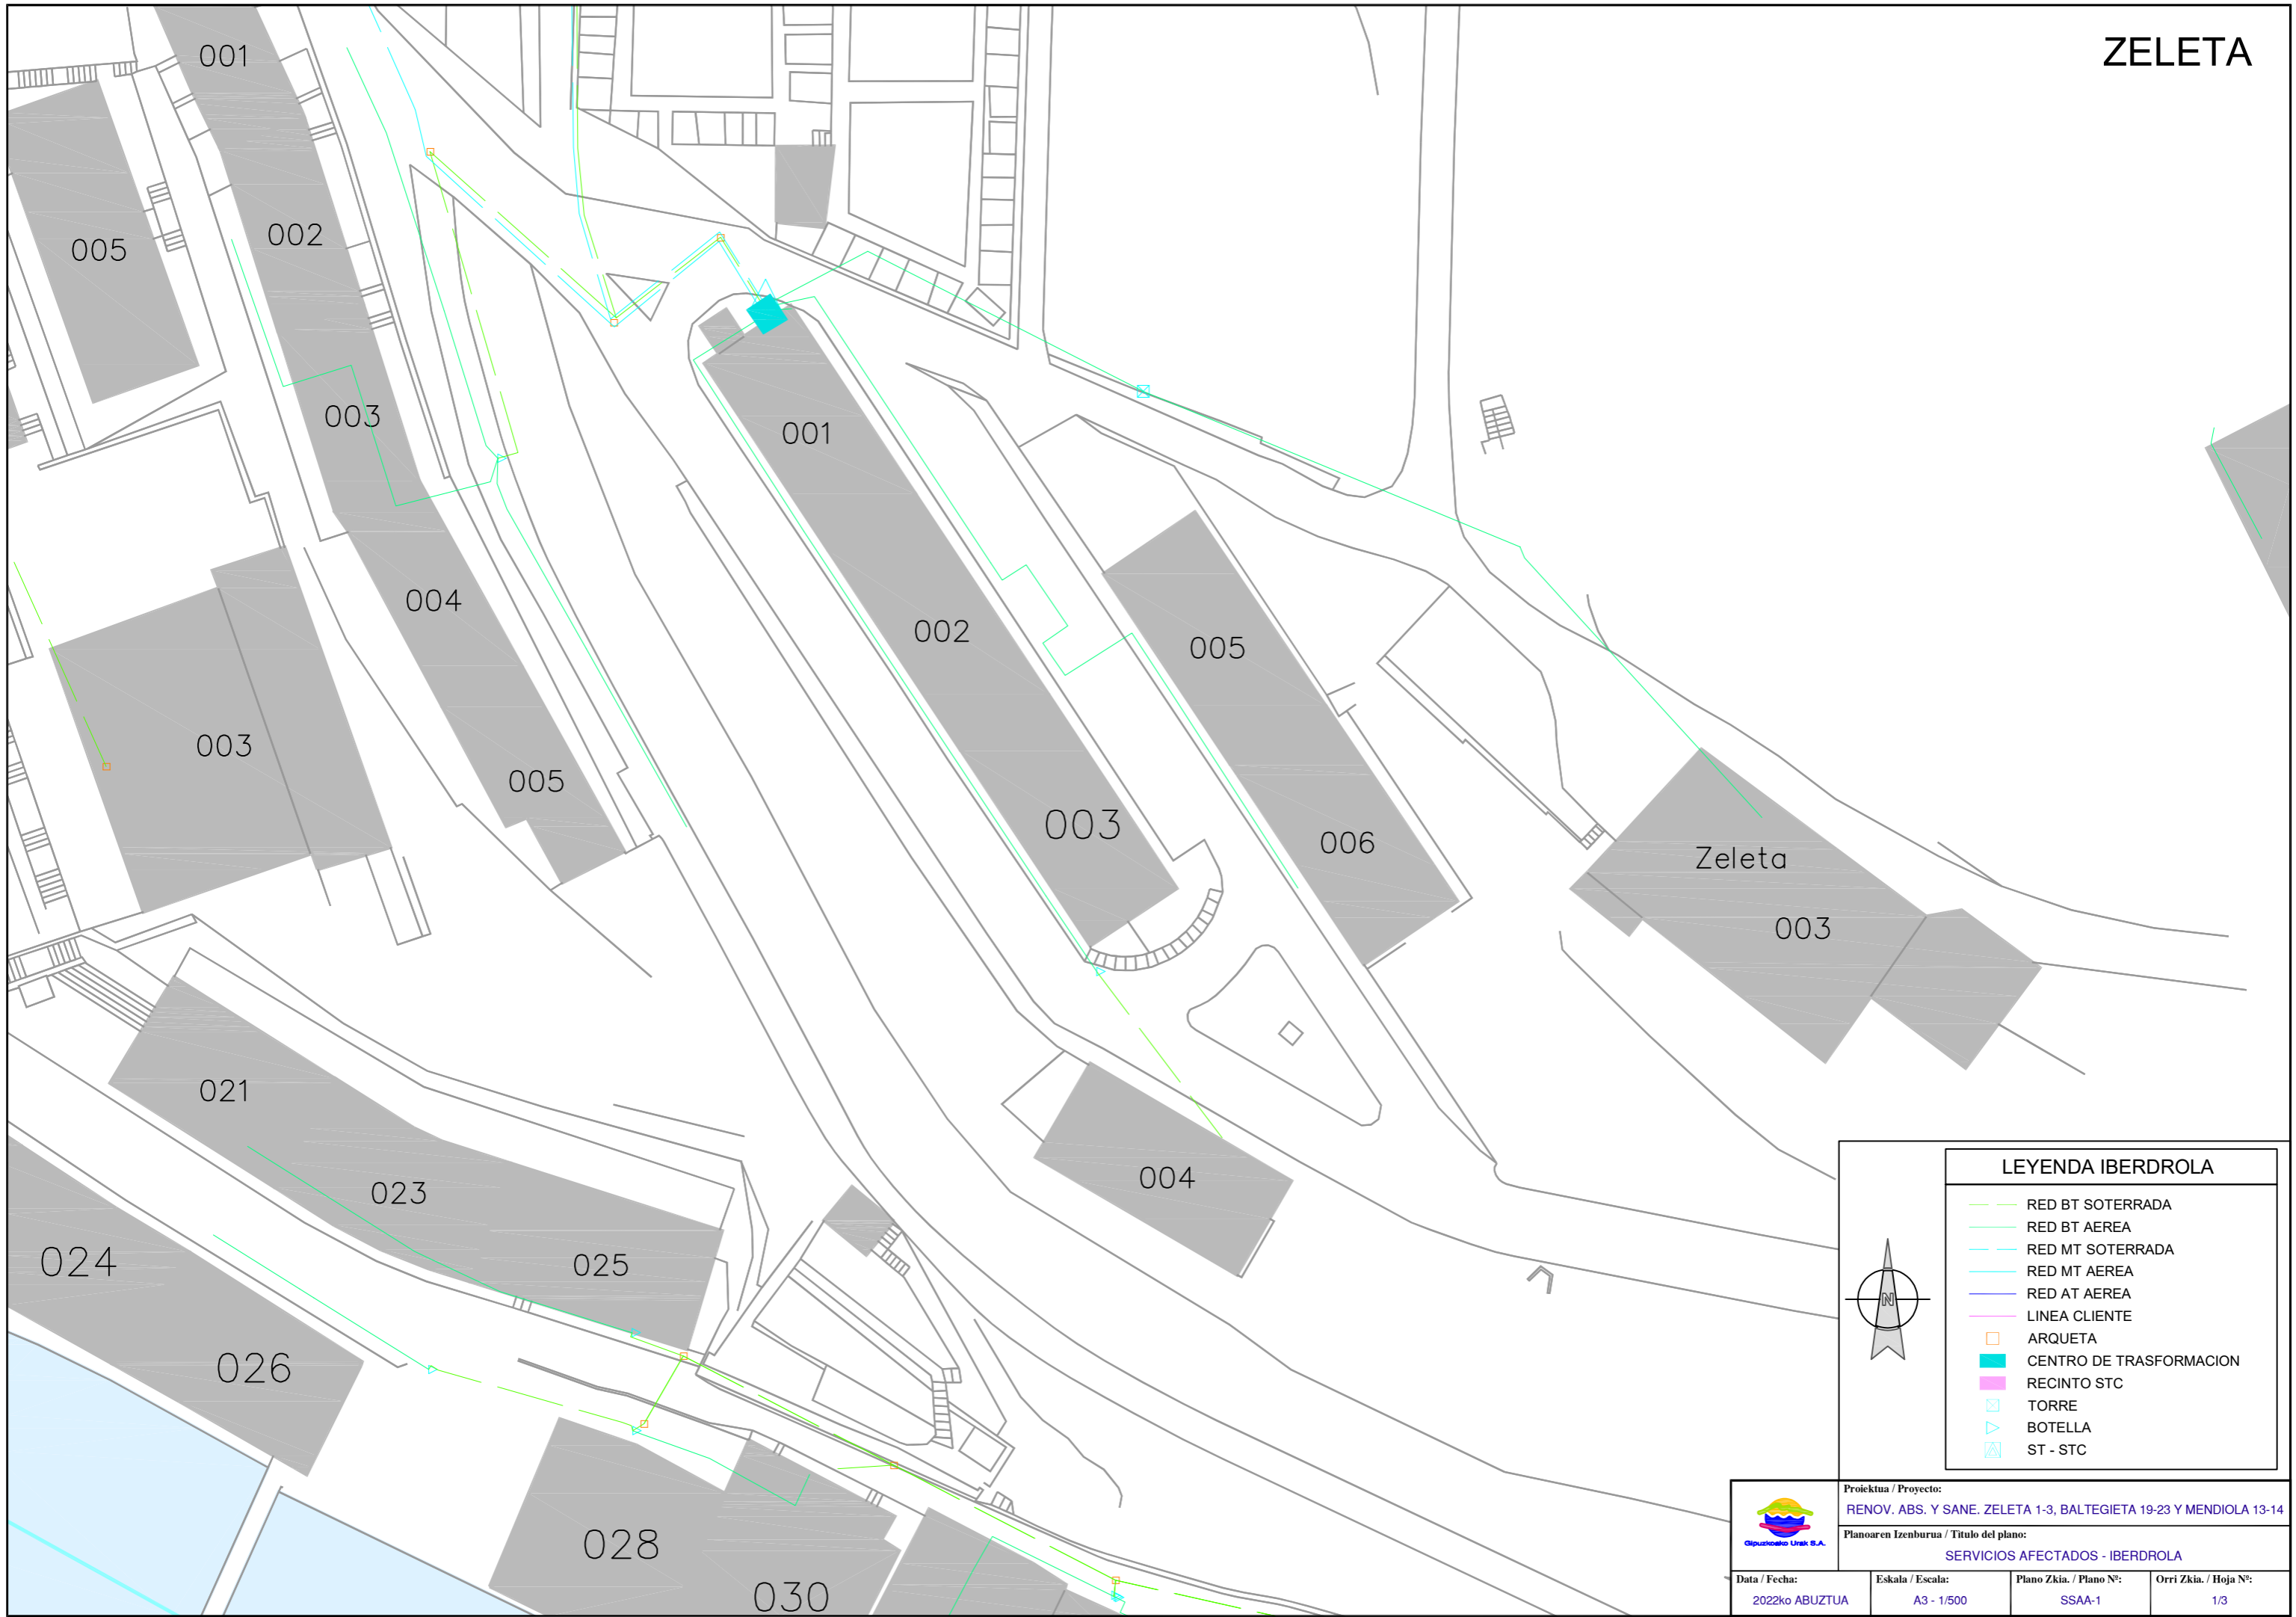 ZELETA
001
005
002
003
004
005
003
001
002
003
005
006
Zeleta
003
004
021
023
025
024
026
028
030
LEYENDA IBERDROLA
RED BT SOTERRADA
RED BT AEREA
RED MT SOTERRADA
RED MT AEREA
RED AT AEREA
LINEA CLIENTE
ARQUETA
CENTRO DE TRASFORMACION
RECINTO STC
TORRE
BOTELLA
ST - STC
N
Gipuzkoako Urak S.A.
Proiektua / Proyecto:
RENOV. ABS. Y SANE. ZELETA 1-3, BALTEGIETA 19-23 Y MENDIOLA 13-14
Planoaren Izenburua / Titulo del plano:
SERVICIOS AFECTADOS - IBERDROLA
Data / Fecha:
2022ko ABUZTUA
Eskala / Escala:
A3 - 1/500
Plano Zkia. / Plano Nº:
SSAA-1
Orri Zkia. / Hoja Nº:
1/3